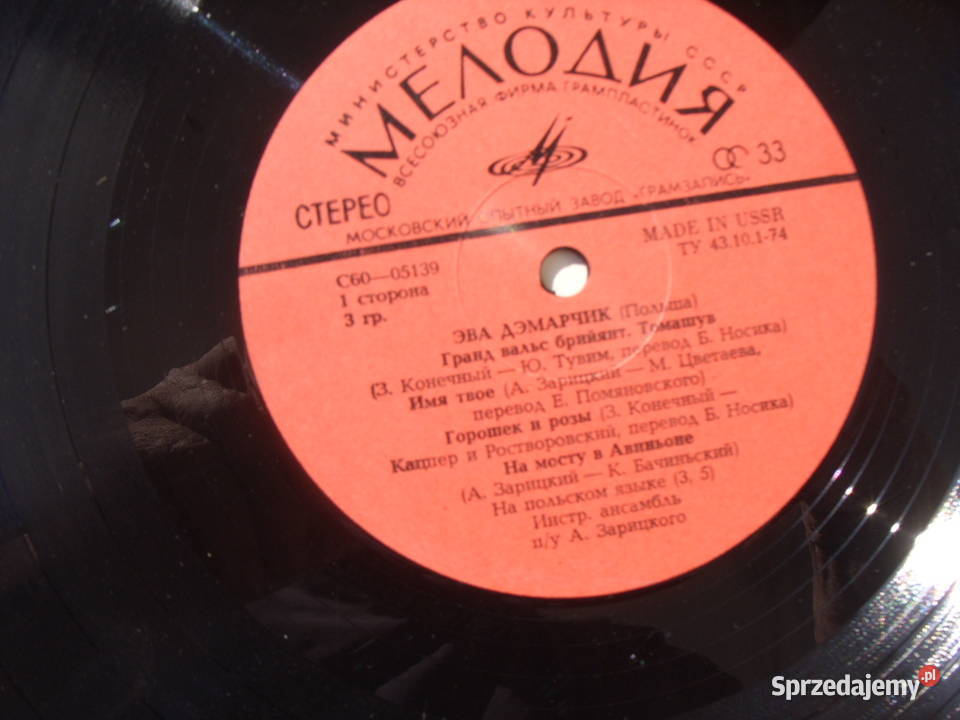 МИНИСТЕРСТВО КУЛЬТУРЫ СССР
МЕЛОДИЯ
ВСЕСОЮЗНАЯ ФИРМА ГРАМПЛАСТИНОК
СТЕРЕО
33
МОСКОВСКИЙ ОПЫТНЫЙ ЗАВОД «ГРАМЗАПИСЬ»
MADE IN USSR
ТУ 43.10.1-74
С60—05139
1 сторона
3 гр.
ЭВА ДЭМАРЧИК (Польша)
Гранд вальс брийянт. Томашув
(З. Конечный — Ю. Тувим, перевод Б. Носика)
Имя твое (А. Зарицкий — М. Цветаева,
перевод Е. Помяновского)
Горошек и розы (З. Конечный —
Каппер и Ростворовский, перевод Б. Носика)
На мосту в Авиньоне
(А. Зарицкий — К. Бачиньский)
На польском языке (3, 5)
Инстр. ансамбль
п/у А. Зарицкого
Sprzedajemy.pl